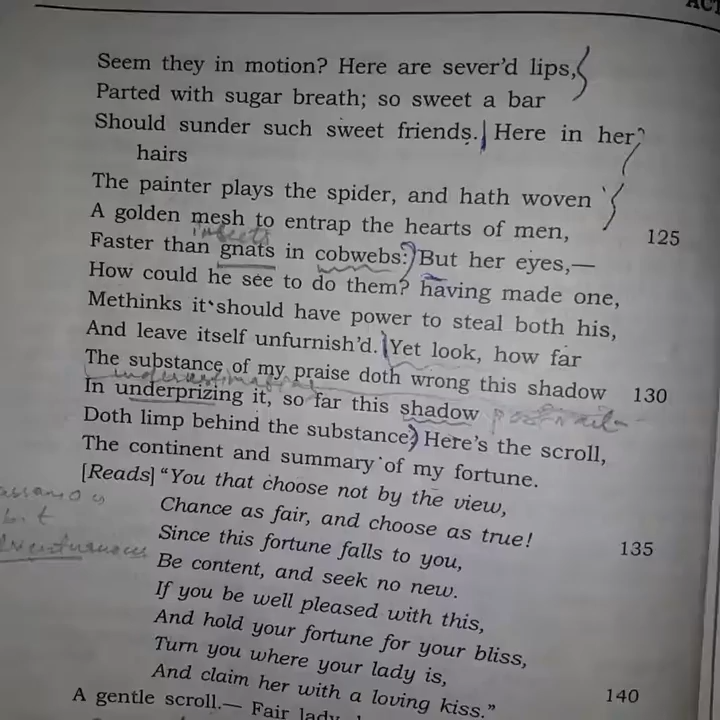 ACT
Seem they in motion? Here are sever'd lips,
Parted with sugar breath; so sweet a bar
Should sunder such sweet friends. Here in her
hairs
The painter plays the spider, and hath woven
A golden mesh to entrap the hearts of men, 125
insects
Faster than gnats in cobwebs: But her eyes,—
How could he see to do them? having made one,
Methinks it should have power to steal both his,
And leave itself unfurnish'd. Yet look, how far
The substance of my praise doth wrong this shadow 130
In underprizing it, so far this shadow
Doth limp behind the substance. Here's the scroll,
The continent and summary of my fortune.
[Reads] "You that choose not by the view,
Chance as fair, and choose as true!
Since this fortune falls to you, 135
Be content, and seek no new.
If you be well pleased with this,
And hold your fortune for your bliss,
Turn you where your lady is,
And claim her with a loving kiss." 140
A gentle scroll.— Fair lady,